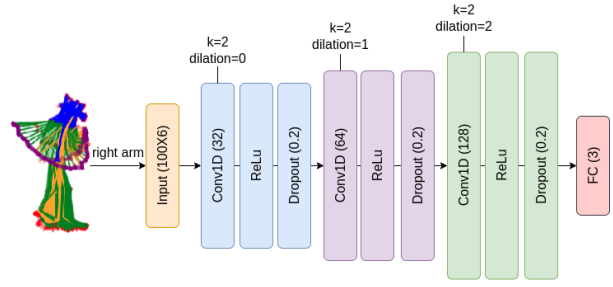 k=2
dilation=0
k=2
dilation=1
k=2
dilation=2
right arm
Input (100X6)
Conv1D (32)
ReLu
Dropout (0.2)
Conv1D (64)
ReLu
Dropout (0.2)
Conv1D (128)
ReLu
Dropout (0.2)
FC (3)